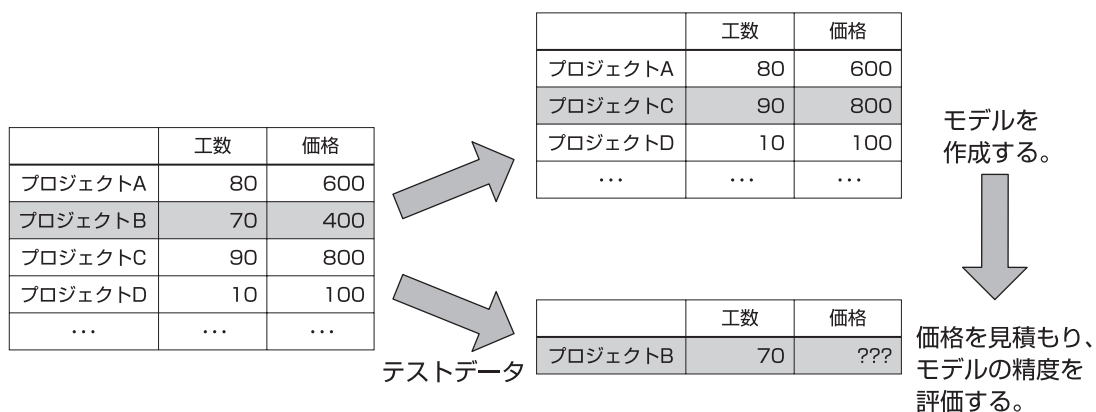 工数 価格
プロジェクトA 80 600
プロジェクトB 70 400
プロジェクトC 90 800
プロジェクトD 10 100
… … …
工数 価格
プロジェクトA 80 600
プロジェクトC 90 800
プロジェクトD 10 100
… … …
モデルを
作成する。
テストデータ
工数 価格
プロジェクトB 70 ???
価格を見積もり、
モデルの精度を
評価する。